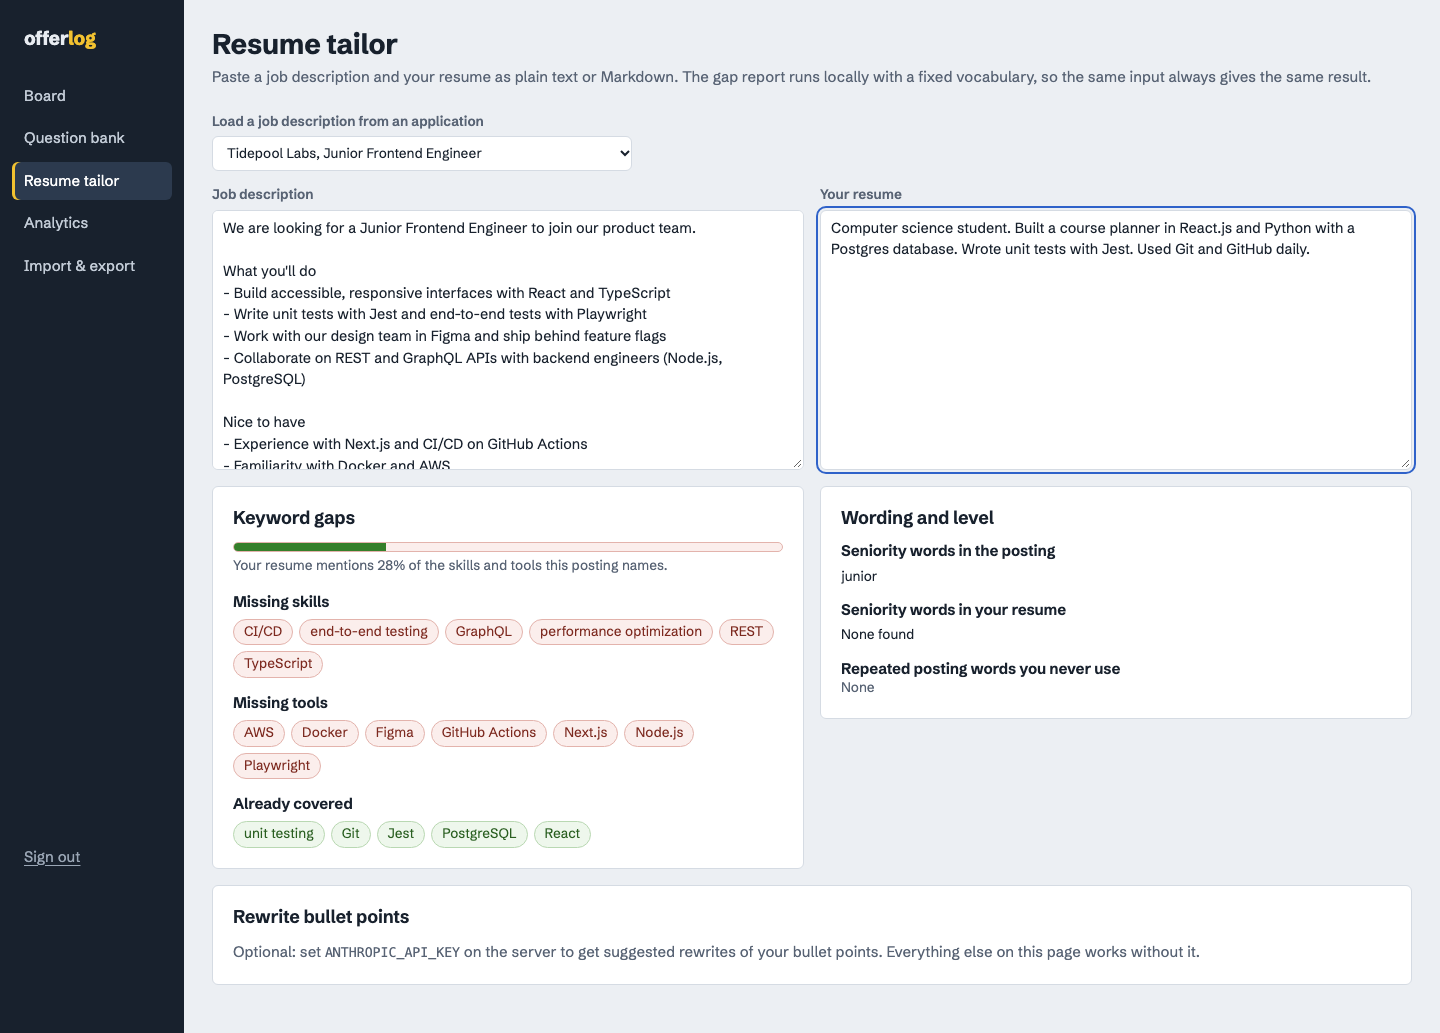 offerlog
Board
Question bank
Resume tailor
Analytics
Import & export
Sign out
Resume tailor
Paste a job description and your resume as plain text or Markdown. The gap report runs locally with a fixed vocabulary, so the same input always gives the same result.
Load a job description from an application
Tidepool Labs, Junior Frontend Engineer
Job description
We are looking for a Junior Frontend Engineer to join our product team.
What you'll do
- Build accessible, responsive interfaces with React and TypeScript
- Write unit tests with Jest and end-to-end tests with Playwright
- Work with our design team in Figma and ship behind feature flags
- Collaborate on REST and GraphQL APIs with backend engineers (Node.js,
PostgreSQL)
Nice to have
- Experience with Next.js and CI/CD on GitHub Actions
- Familiarity with Docker and AWS
Your resume
Computer science student. Built a course planner in React.js and Python with a
Postgres database. Wrote unit tests with Jest. Used Git and GitHub daily.
Keyword gaps
Your resume mentions 28% of the skills and tools this posting names.
Missing skills
CI/CD end-to-end testing GraphQL performance optimization REST
TypeScript
Missing tools
AWS Docker Figma GitHub Actions Next.js Node.js
Playwright
Already covered
unit testing Git Jest PostgreSQL React
Wording and level
Seniority words in the posting
junior
Seniority words in your resume
None found
Repeated posting words you never use
None
Rewrite bullet points
Optional: set ANTHROPIC_API_KEY on the server to get suggested rewrites of your bullet points. Everything else on this page works without it.